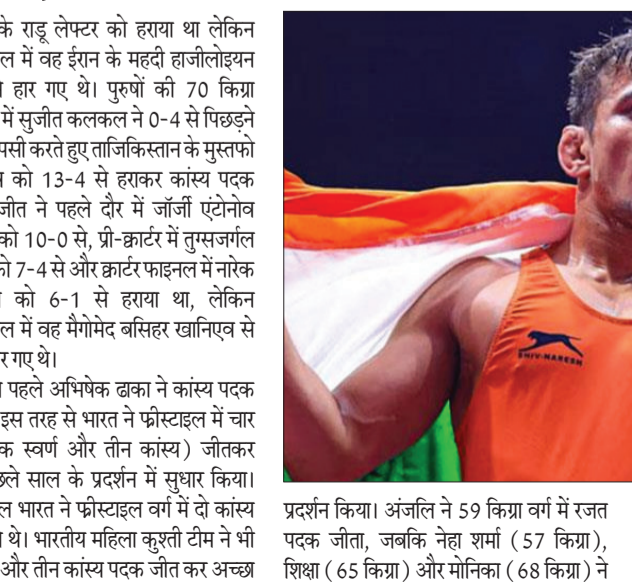 के राडू लेफ्टर को हराया था लेकिन
ल में वह ईरान के महदी हाजीलोइयन
हार गए थे। पुरुषों की 70 किग्रा
में सुजीत कलकल ने 0-4 से पिछड़ने
पसी करते हुए ताजिकिस्तान के मुस्तफो
को 13-4 से हराकर कांस्य पदक
जीत ने पहले दौर में जॉर्जी एंटोनोव
को 10-0 से, प्री-क्वार्टर में तुग्सजर्गल
को 7-4 से और क्वार्टर फाइनल में नारेक
को 6-1 से हराया था, लेकिन
ल में वह मैगोमेद बसिहर खानिएव से
र गए थे।
पहले अभिषेक ढाका ने कांस्य पदक
इस तरह से भारत ने फ्रीस्टाइल में चार
क स्वर्ण और तीन कांस्य) जीतकर
छले साल के प्रदर्शन में सुधार किया।
ल भारत ने फ्रीस्टाइल वर्ग में दो कांस्य
थे। भारतीय महिला कुश्ती टीम ने भी
और तीन कांस्य पदक जीत कर अच्छा
SHIV-NARESH
प्रदर्शन किया। अंजलि ने 59 किग्रा वर्ग में रजत
पदक जीता, जबकि नेहा शर्मा (57 किग्रा),
शिक्षा (65 किग्रा) और मोनिका (68 किग्रा) ने